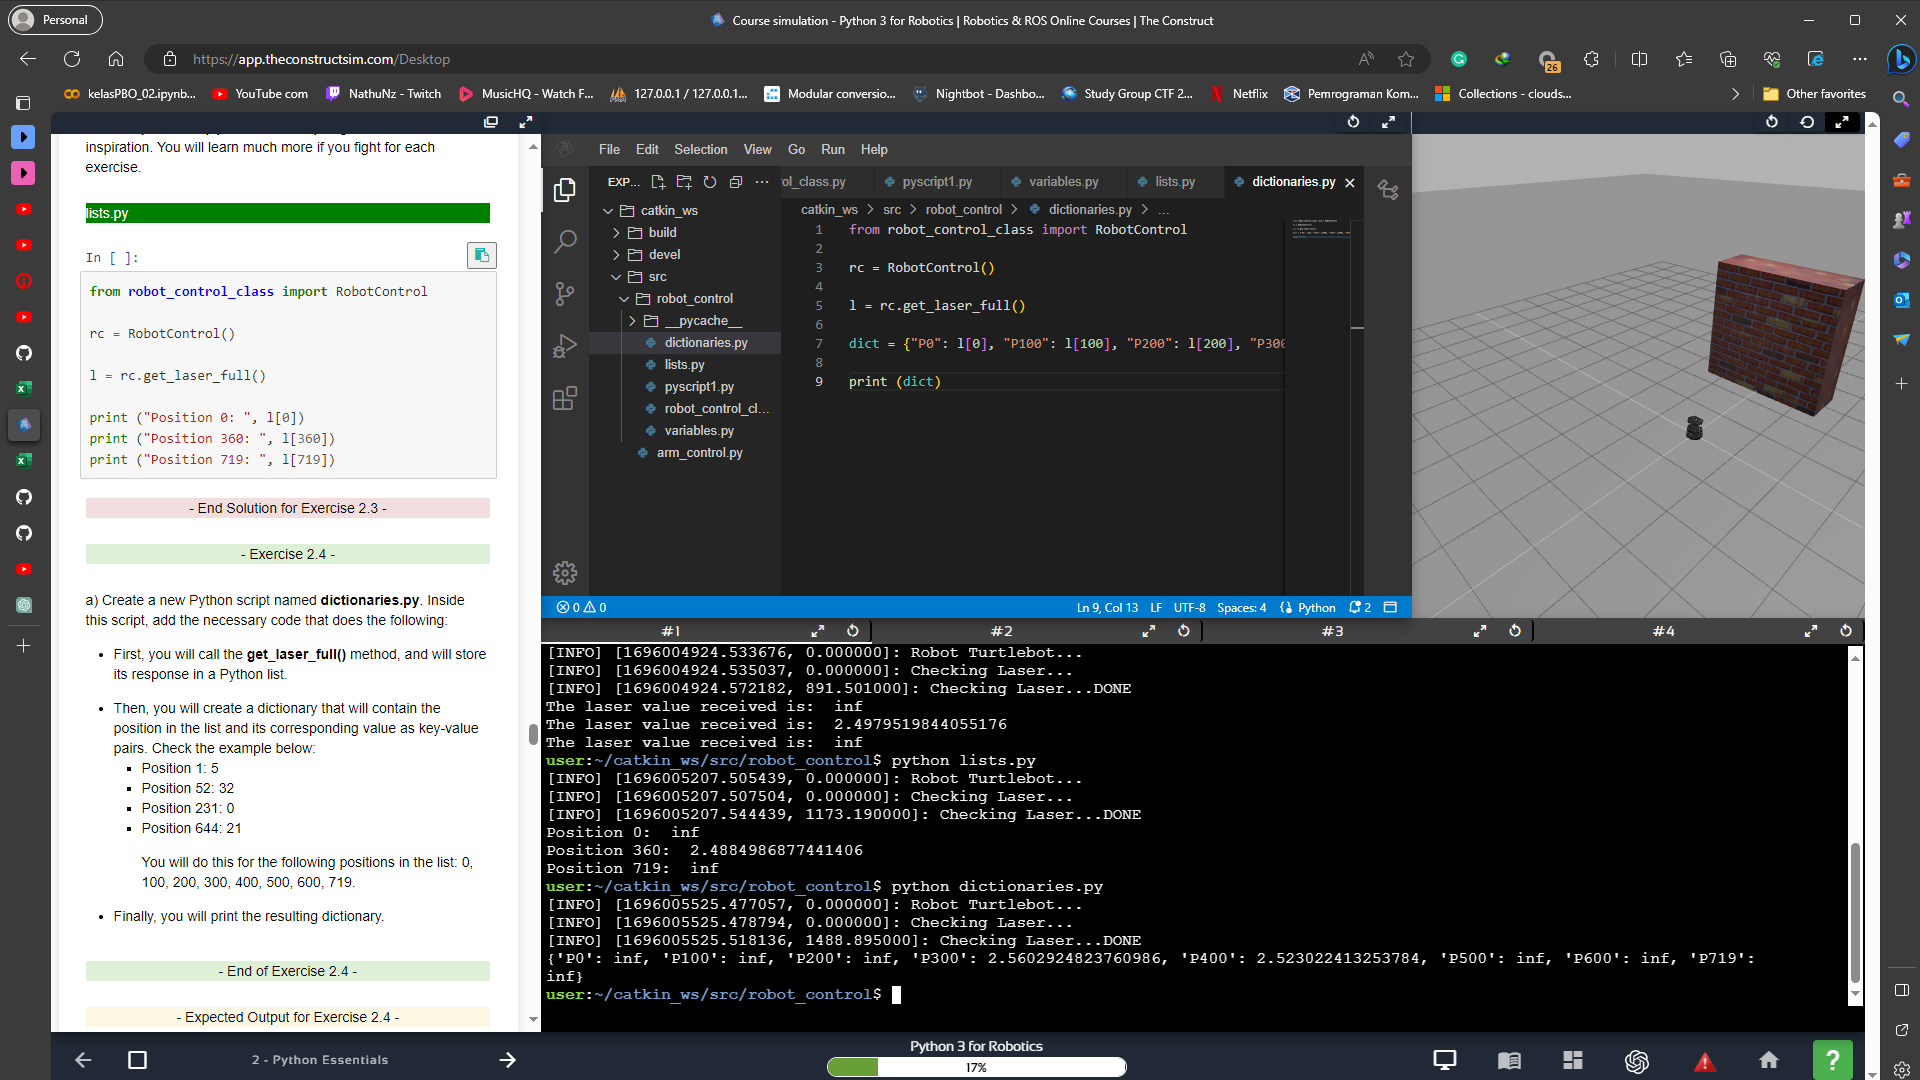 Personal
Course simulation - Python 3 for Robotics | Robotics & ROS Online Courses | The Construct
https://app.theconstructsim.com/Desktop
26
kelasPBO_02.ipynb...
YouTube com
NathuNz - Twitch
MusicHQ - Watch F...
127.0.0.1 / 127.0.0.1...
Modular conversio...
Nightbot - Dashbo...
Study Group CTF 2...
Netflix
Pemrograman Kom...
Collections - clouds...
Other favorites
inspiration. You will learn much more if you fight for each
exercise.
lists.py
In [ ]:
from robot_control_class import RobotControl
rc = RobotControl()
l = rc.get_laser_full()
print ("Position 0: ", l[0])
print ("Position 360: ", l[360])
print ("Position 719: ", l[719])
- End Solution for Exercise 2.3 -
- Exercise 2.4 -
a) Create a new Python script named dictionaries.py. Inside
this script, add the necessary code that does the following:
First, you will call the get_laser_full() method, and will store
its response in a Python list.
Then, you will create a dictionary that will contain the
position in the list and its corresponding value as key-value
pairs. Check the example below:
Position 1: 5
Position 52: 32
Position 231: 0
Position 644: 21
You will do this for the following positions in the list: 0,
100, 200, 300, 400, 500, 600, 719.
Finally, you will print the resulting dictionary.
- End of Exercise 2.4 -
- Expected Output for Exercise 2.4 -
File Edit Selection View Go Run Help
EXP...
catkin_ws
build
devel
src
robot_control
__pycache__
dictionaries.py
lists.py
pyscript1.py
robot_control_cl...
variables.py
arm_control.py
ol_class.py
pyscript1.py
variables.py
lists.py
dictionaries.py
catkin_ws > src > robot_control > dictionaries.py > ...
1 from robot_control_class import RobotControl
2
3 rc = RobotControl()
4
5 l = rc.get_laser_full()
6
7 dict = {"P0": l[0], "P100": l[100], "P200": l[200], "P300
8
9 print (dict)
0 0
Ln 9, Col 13 LF UTF-8 Spaces: 4 Python 2
#1 #2 #3 #4
[INFO] [1696004924.533676, 0.000000]: Robot Turtlebot...
[INFO] [1696004924.535037, 0.000000]: Checking Laser...
[INFO] [1696004924.572182, 891.501000]: Checking Laser...DONE
The laser value received is:  inf
The laser value received is:  2.4979519844055176
The laser value received is:  inf
user:~/catkin_ws/src/robot_control$ python lists.py
[INFO] [1696005207.505439, 0.000000]: Robot Turtlebot...
[INFO] [1696005207.507504, 0.000000]: Checking Laser...
[INFO] [1696005207.544439, 1173.190000]: Checking Laser...DONE
Position 0:  inf
Position 360:  2.4884986877441406
Position 719:  inf
user:~/catkin_ws/src/robot_control$ python dictionaries.py
[INFO] [1696005525.477057, 0.000000]: Robot Turtlebot...
[INFO] [1696005525.478794, 0.000000]: Checking Laser...
[INFO] [1696005525.518136, 1488.895000]: Checking Laser...DONE
{'P0': inf, 'P100': inf, 'P200': inf, 'P300': 2.5602924823760986, 'P400': 2.523022413253784, 'P500': inf, 'P600': inf, 'P719':
inf}
user:~/catkin_ws/src/robot_control$
2 - Python Essentials
Python 3 for Robotics
17%
?